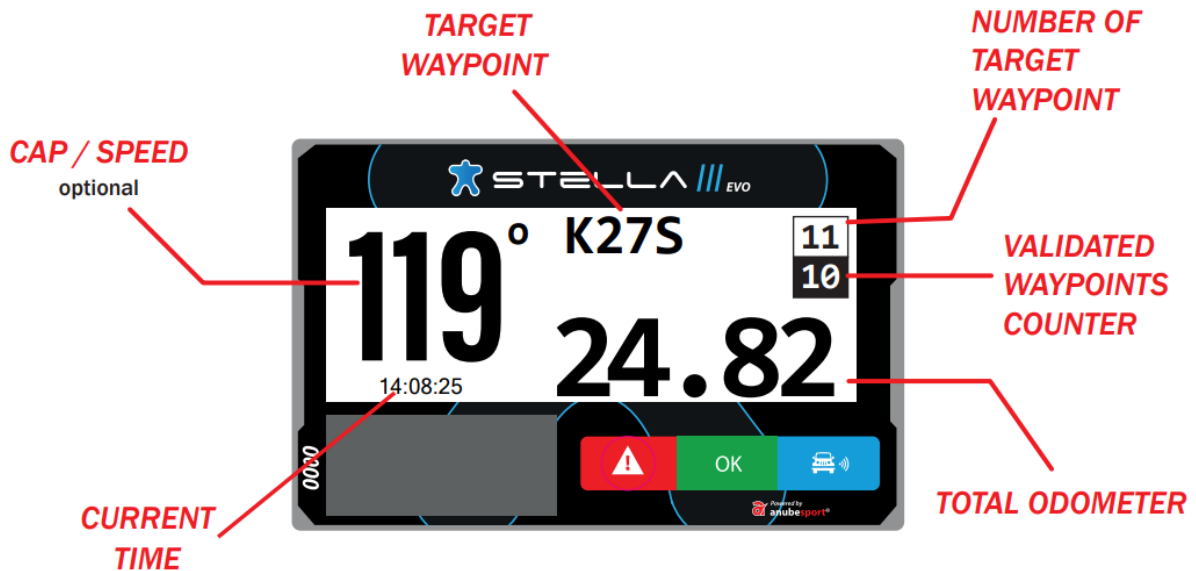 TARGET
WAYPOINT
NUMBER OF
TARGET
WAYPOINT
CAP / SPEED
optional
STELLA III EVO
119°
K27S
11
10
VALIDATED
WAYPOINTS
COUNTER
24.82
14:08:25
0000
OK
Powered by
anubesport®
CURRENT
TIME
TOTAL ODOMETER